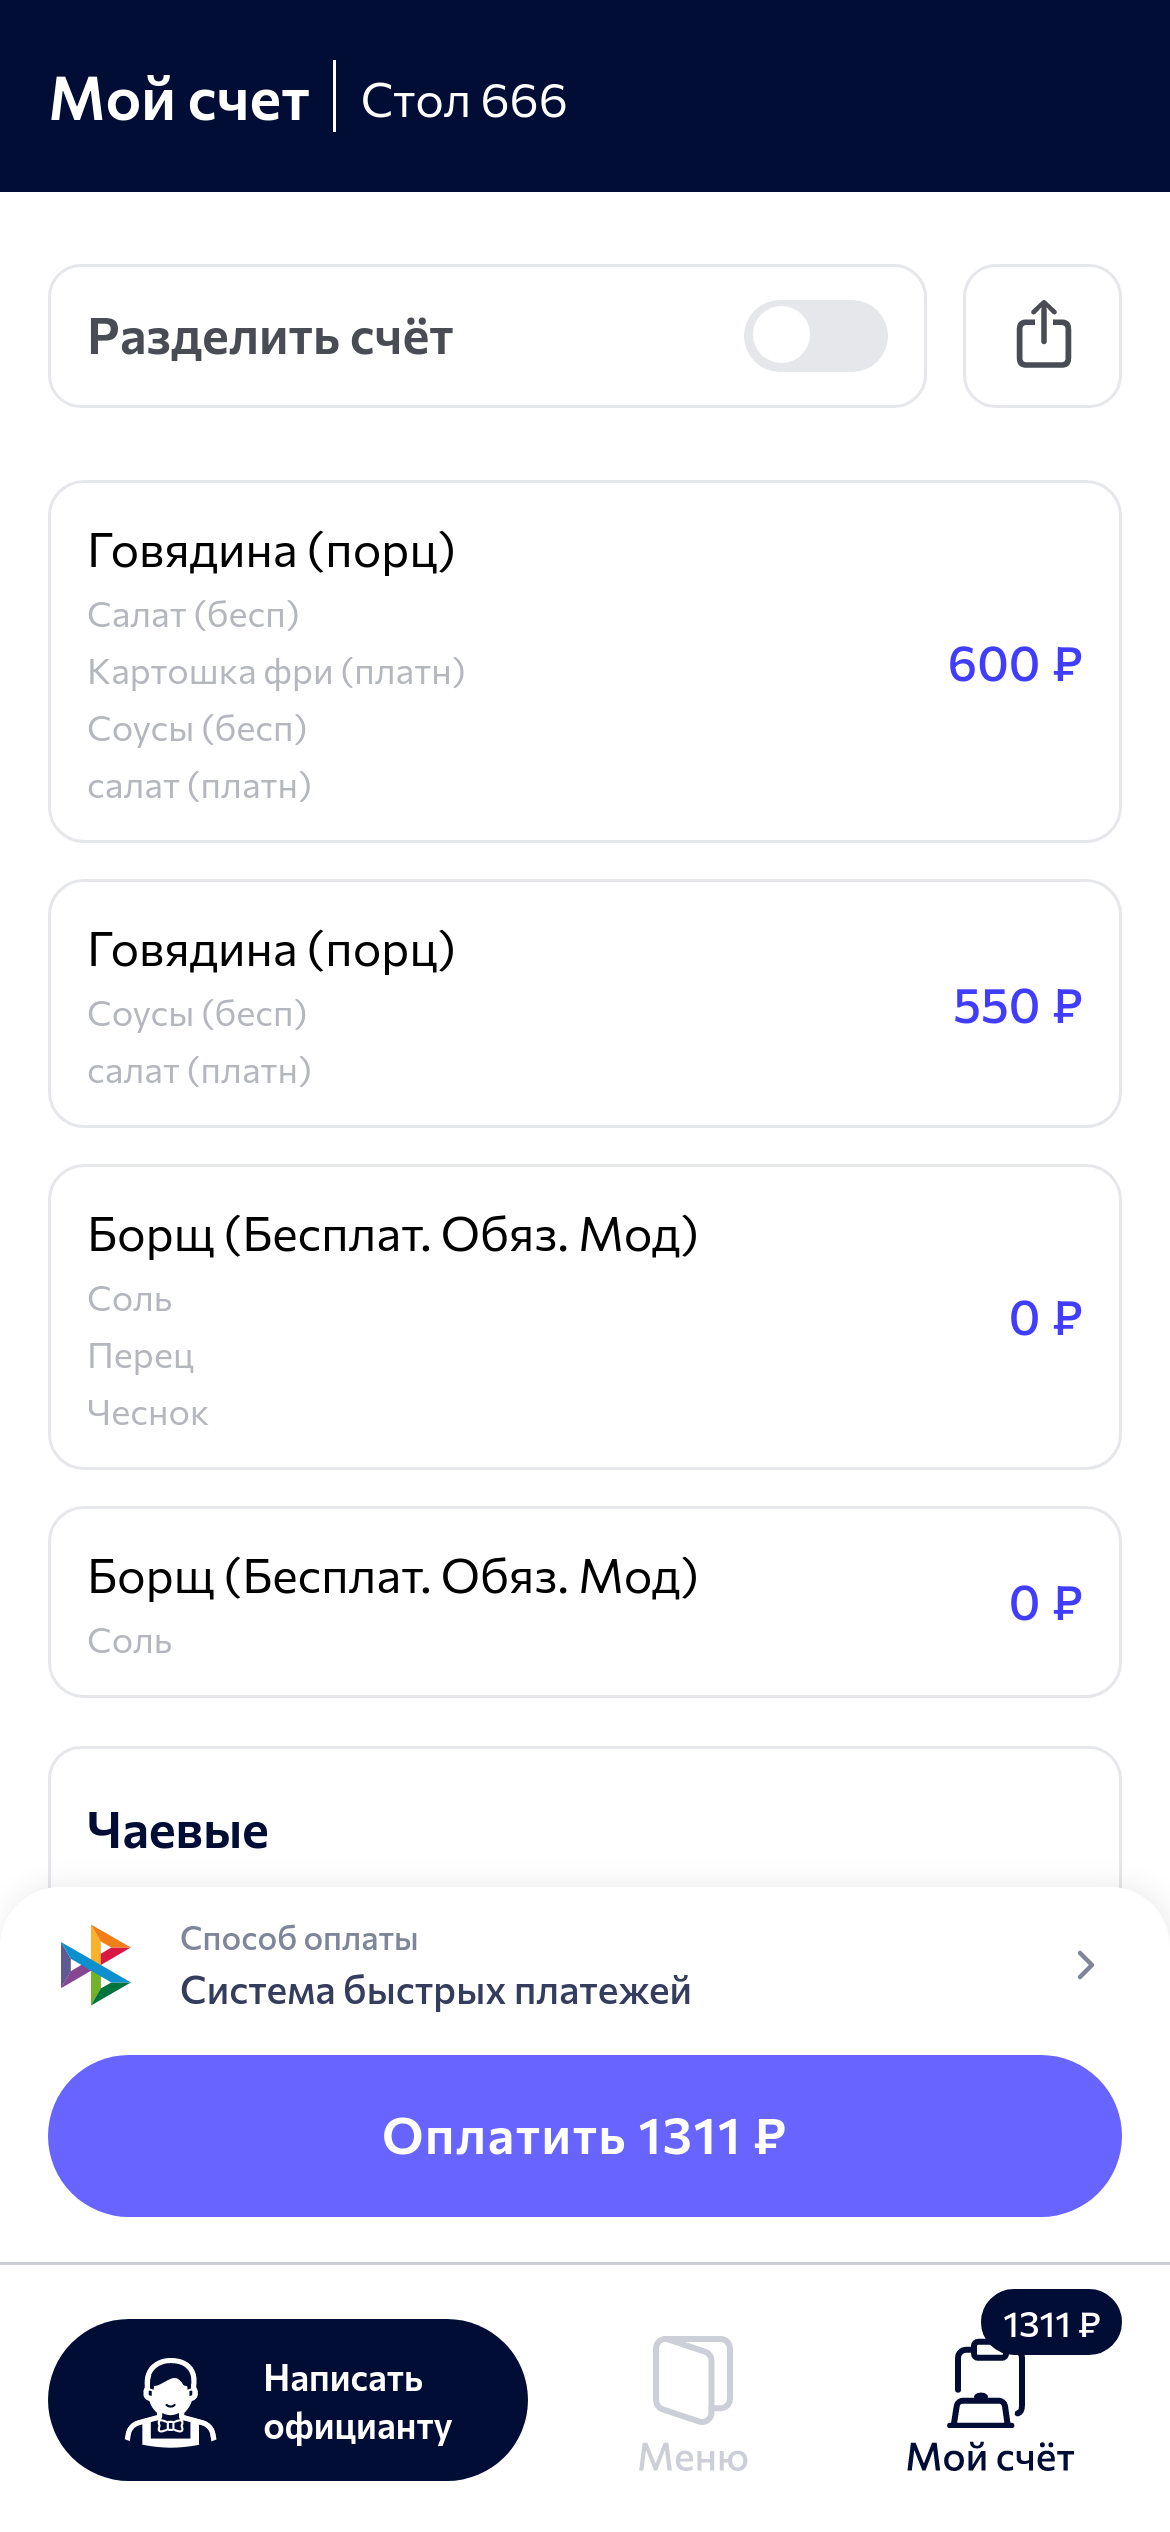 Мой счет
Стол 666
Разделить счёт
Говядина (порц)
Салат (бесп)
Картошка фри (платн)
600 ₽
Соусы (бесп)
салат (платн)
Говядина (порц)
Соусы (бесп)
550 ₽
салат (платн)
Борщ (Бесплат. Обяз. Мод)
Соль
0 ₽
Перец
Чеснок
Борщ (Бесплат. Обяз. Мод)
0 ₽
Соль
Чаевые
Способ оплаты
Система быстрых платежей
Оплатить 1311 ₽
Написать
официанту
Меню
1311 ₽
Мой счёт